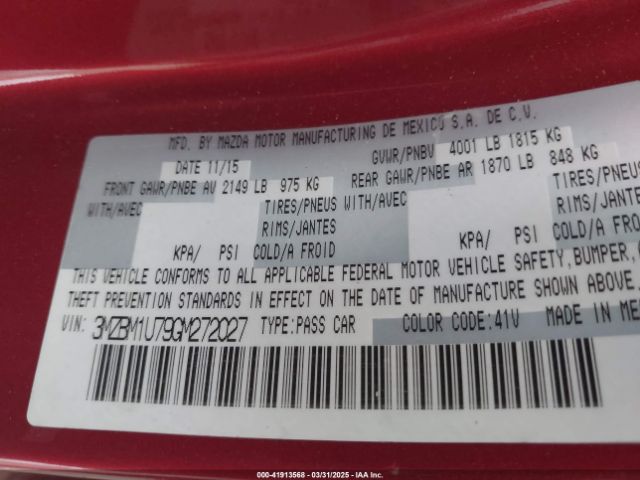 MFD. BY MAZDA MOTOR MANUFACTURING DE MEXICO S.A. DE C.V.
DATE 11/15 GVWR/PNBV 4001 LB 1815 KG
FRONT GAWR/PNBE AV 2149 LB 975 KG REAR GAWR/PNBE AR 1870 LB 848 KG
WITH/AVEC TIRES/PNEUS WITH/AVEC TIRES/PNEUS
RIMS/JANTES RIMS/JANTES
KPA/ PSI COLD/A FROID KPA/ PSI COLD/A FROID
THIS VEHICLE CONFORMS TO ALL APPLICABLE FEDERAL MOTOR VEHICLE SAFETY, BUMPER,
THEFT PREVENTION STANDARDS IN EFFECT ON THE DATE OF MANUFACTURE SHOWN ABOVE.
VIN: 3MZBM1U79GM272027 TYPE:PASS CAR COLOR CODE:41V MADE IN ME
000-41913568 - 03/31/2025 - IAA Inc.